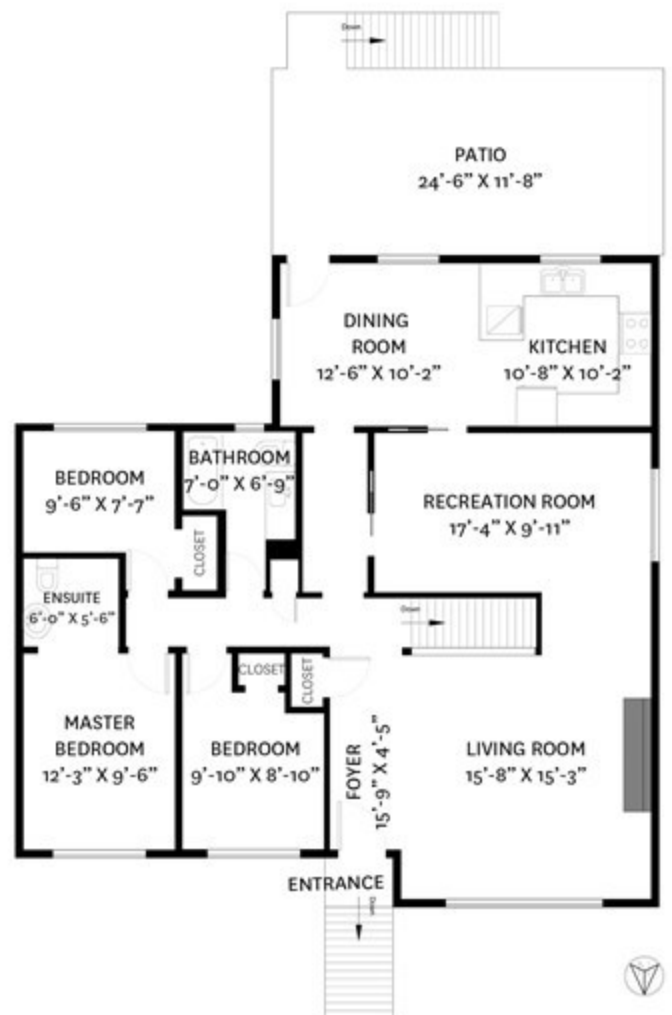 Down
PATIO
24'-6" X 11'-8"
DINING
ROOM
12'-6" X 10'-2"
KITCHEN
10'-8" X 10'-2"
BEDROOM
9'-6" X 7'-7"
BATHROOM
7'-0" X 6'-9"
CLOSET
RECREATION ROOM
17'-4" X 9'-11"
ENSUITE
6'-0" X 5'-6"
Down
CLOSET
CLOSET
MASTER
BEDROOM
12'-3" X 9'-6"
BEDROOM
9'-10" X 8'-10"
FOYER
15'-9" X 4'-5"
LIVING ROOM
15'-8" X 15'-3"
ENTRANCE
Down